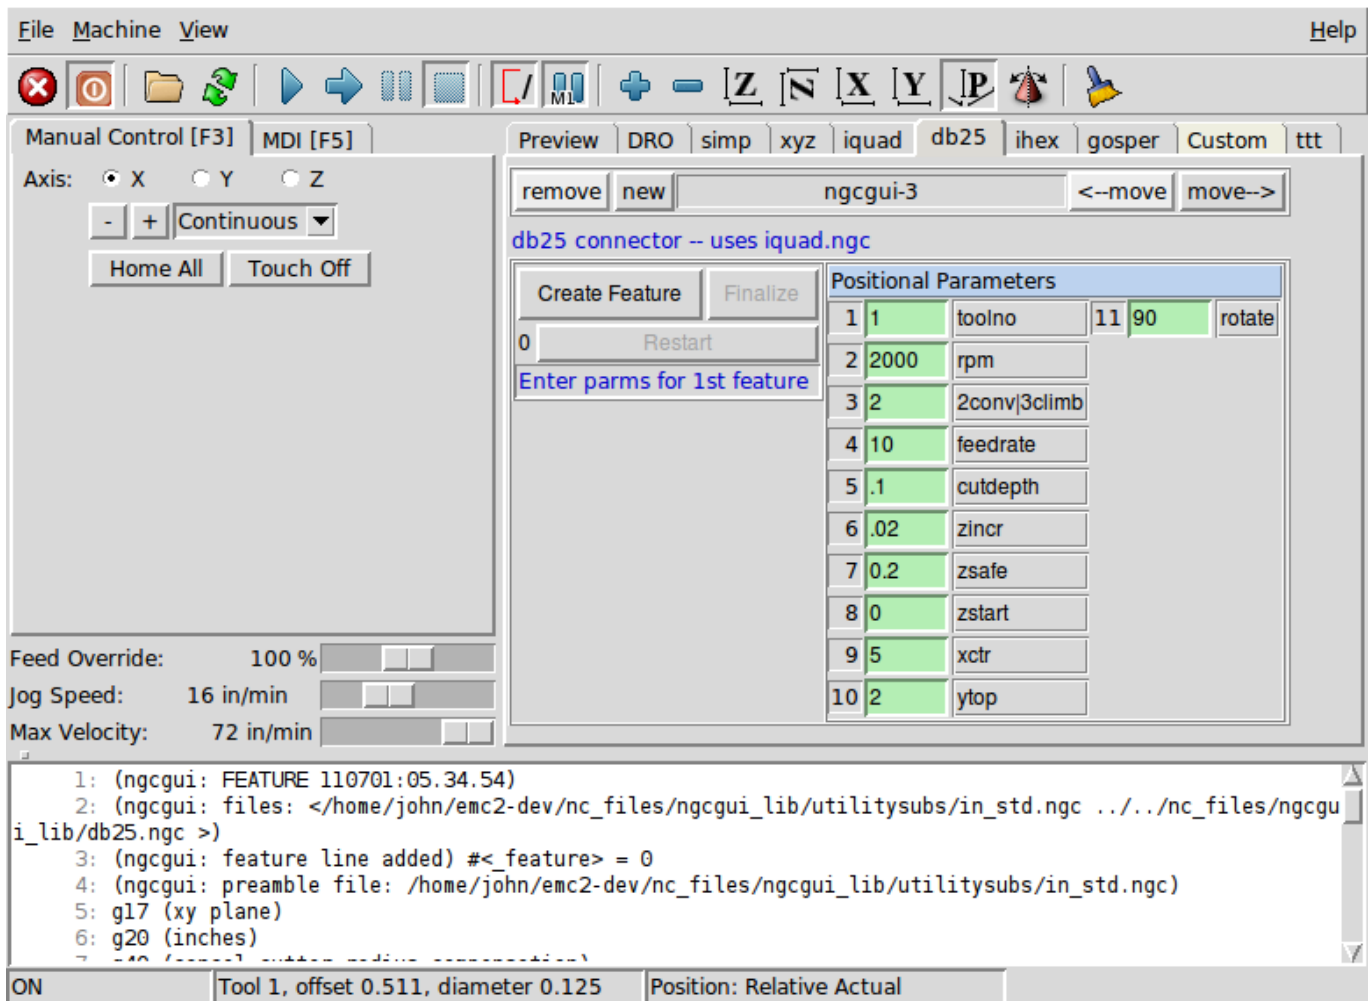 File Machine View Help
M1 Z N X Y P
Manual Control [F3] MDI [F5]
Preview DRO simp xyz iquad db25 ihex gosper Custom ttt
Axis: X Y Z
- + Continuous
Home All Touch Off
remove new ngcgui-3 <--move move-->
db25 connector -- uses iquad.ngc
Create Feature Finalize
0 Restart
Enter parms for 1st feature
Positional Parameters
1 1 toolno 11 90 rotate
2 2000 rpm
3 2 2conv|3climb
4 10 feedrate
5 .1 cutdepth
6 .02 zincr
7 0.2 zsafe
8 0 zstart
9 5 xctr
10 2 ytop
Feed Override: 100 %
Jog Speed: 16 in/min
Max Velocity: 72 in/min
1: (ngcgui: FEATURE 110701:05.34.54)
2: (ngcgui: files: </home/john/emc2-dev/nc_files/ngcgui_lib/utilitysubs/in_std.ngc ../../nc_files/ngcgu
i_lib/db25.ngc >)
3: (ngcgui: feature line added) #<_feature> = 0
4: (ngcgui: preamble file: /home/john/emc2-dev/nc_files/ngcgui_lib/utilitysubs/in_std.ngc)
5: g17 (xy plane)
6: g20 (inches)
ON Tool 1, offset 0.511, diameter 0.125 Position: Relative Actual